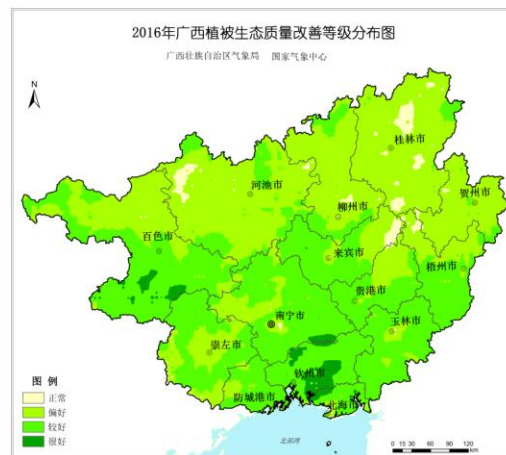 2016年广西植被生态质量改善等级分布图
广西壮族自治区气象局 国家气象中心
N
桂林市
河池市
贺州市
柳州市
百色市
来宾市
梧州市
贵港市
南宁市
玉林市
崇左市
钦州市
防城港市
北海市
北部湾
图 例
正常
偏好
较好
很好
0 15 30 60 90 120
km